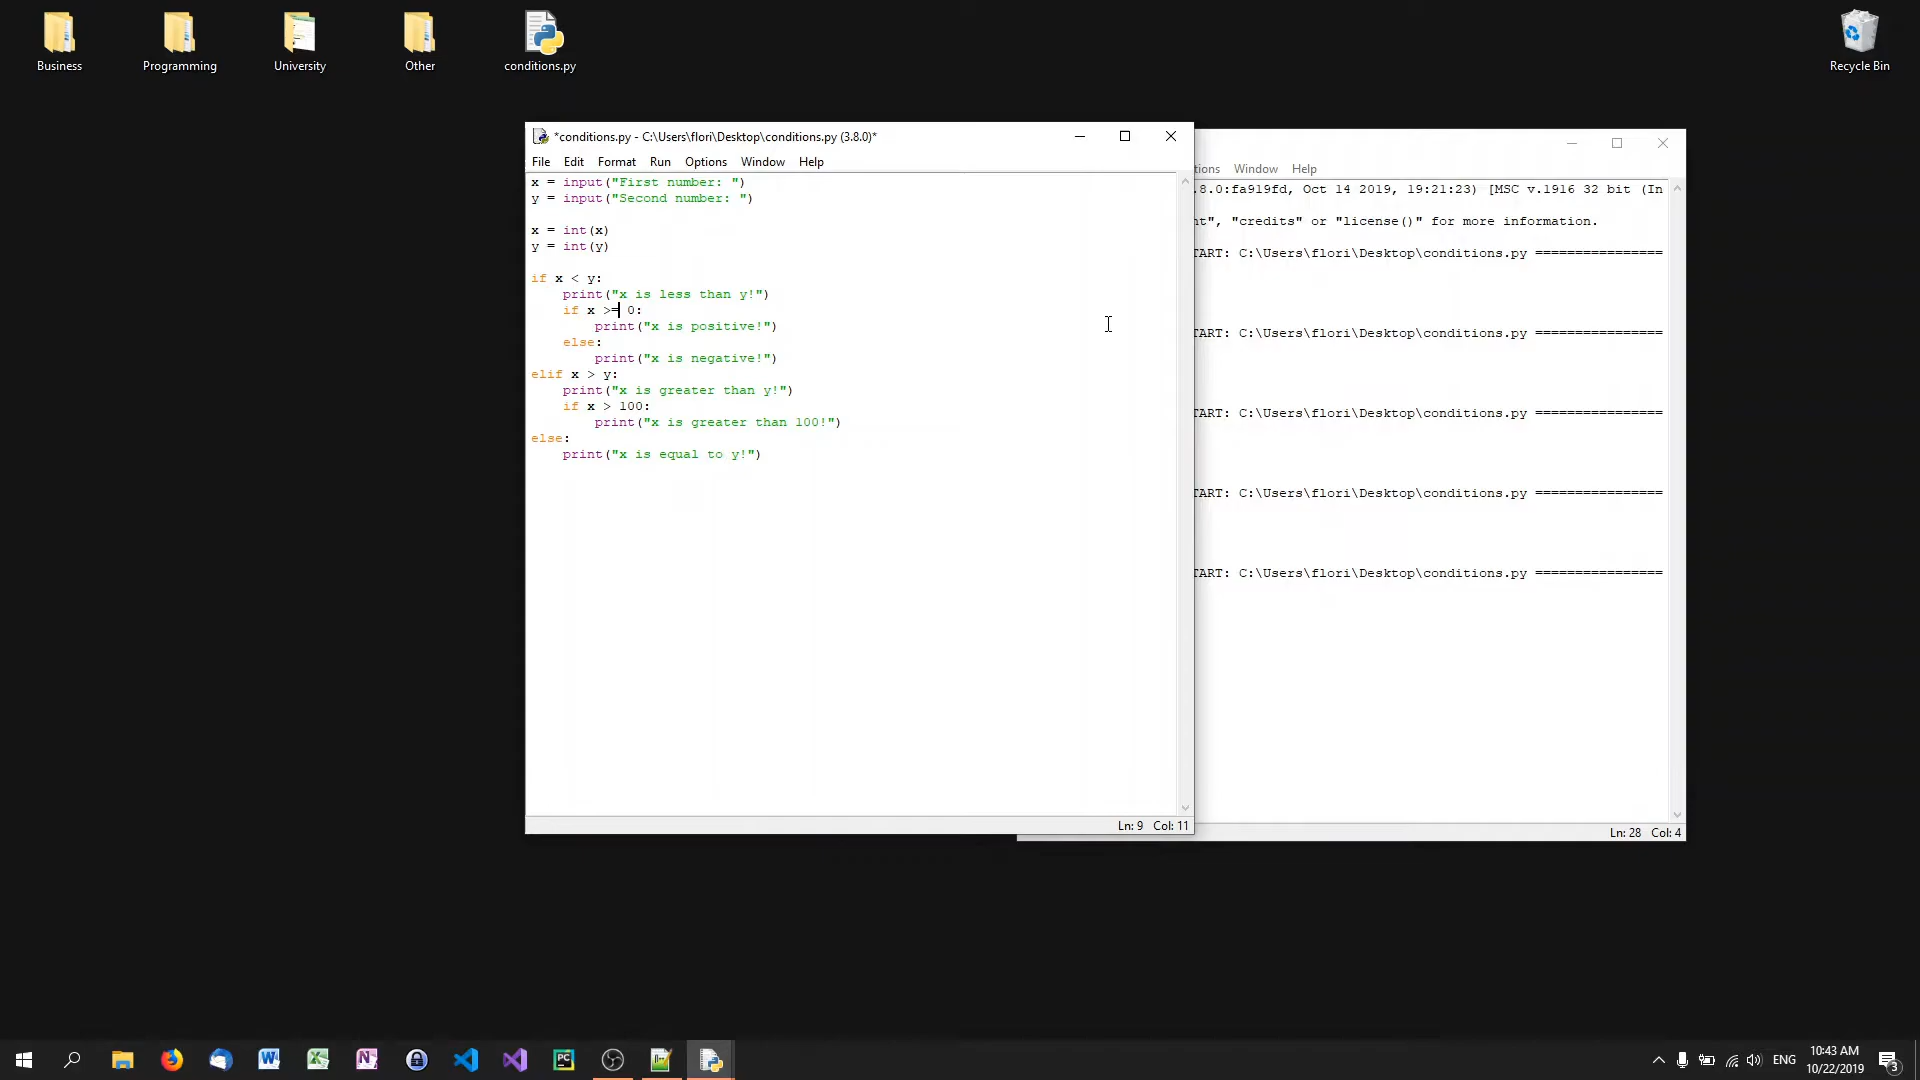 Business
Programming
University
Other
conditions.py
Recycle Bin
*conditions.py - C:\Users\flori\Desktop\conditions.py (3.8.0)*
File Edit Format Run Options Window Help
x = input("First number: ")
y = input("Second number: ")
x = int(x)
y = int(y)
if x < y:
    print("x is less than y!")
    if x >= 0:
        print("x is positive!")
    else:
        print("x is negative!")
elif x > y:
    print("x is greater than y!")
    if x > 100:
        print("x is greater than 100!")
else:
    print("x is equal to y!")
Ln: 9 Col: 11
tions Window Help
.8.0:fa919fd, Oct 14 2019, 19:21:23) [MSC v.1916 32 bit (In
ht", "credits" or "license()" for more information.
TART: C:\Users\flori\Desktop\conditions.py ================
TART: C:\Users\flori\Desktop\conditions.py ================
TART: C:\Users\flori\Desktop\conditions.py ================
TART: C:\Users\flori\Desktop\conditions.py ================
TART: C:\Users\flori\Desktop\conditions.py ================
Ln: 28 Col: 4
ENG
10:43 AM
10/22/2019
3